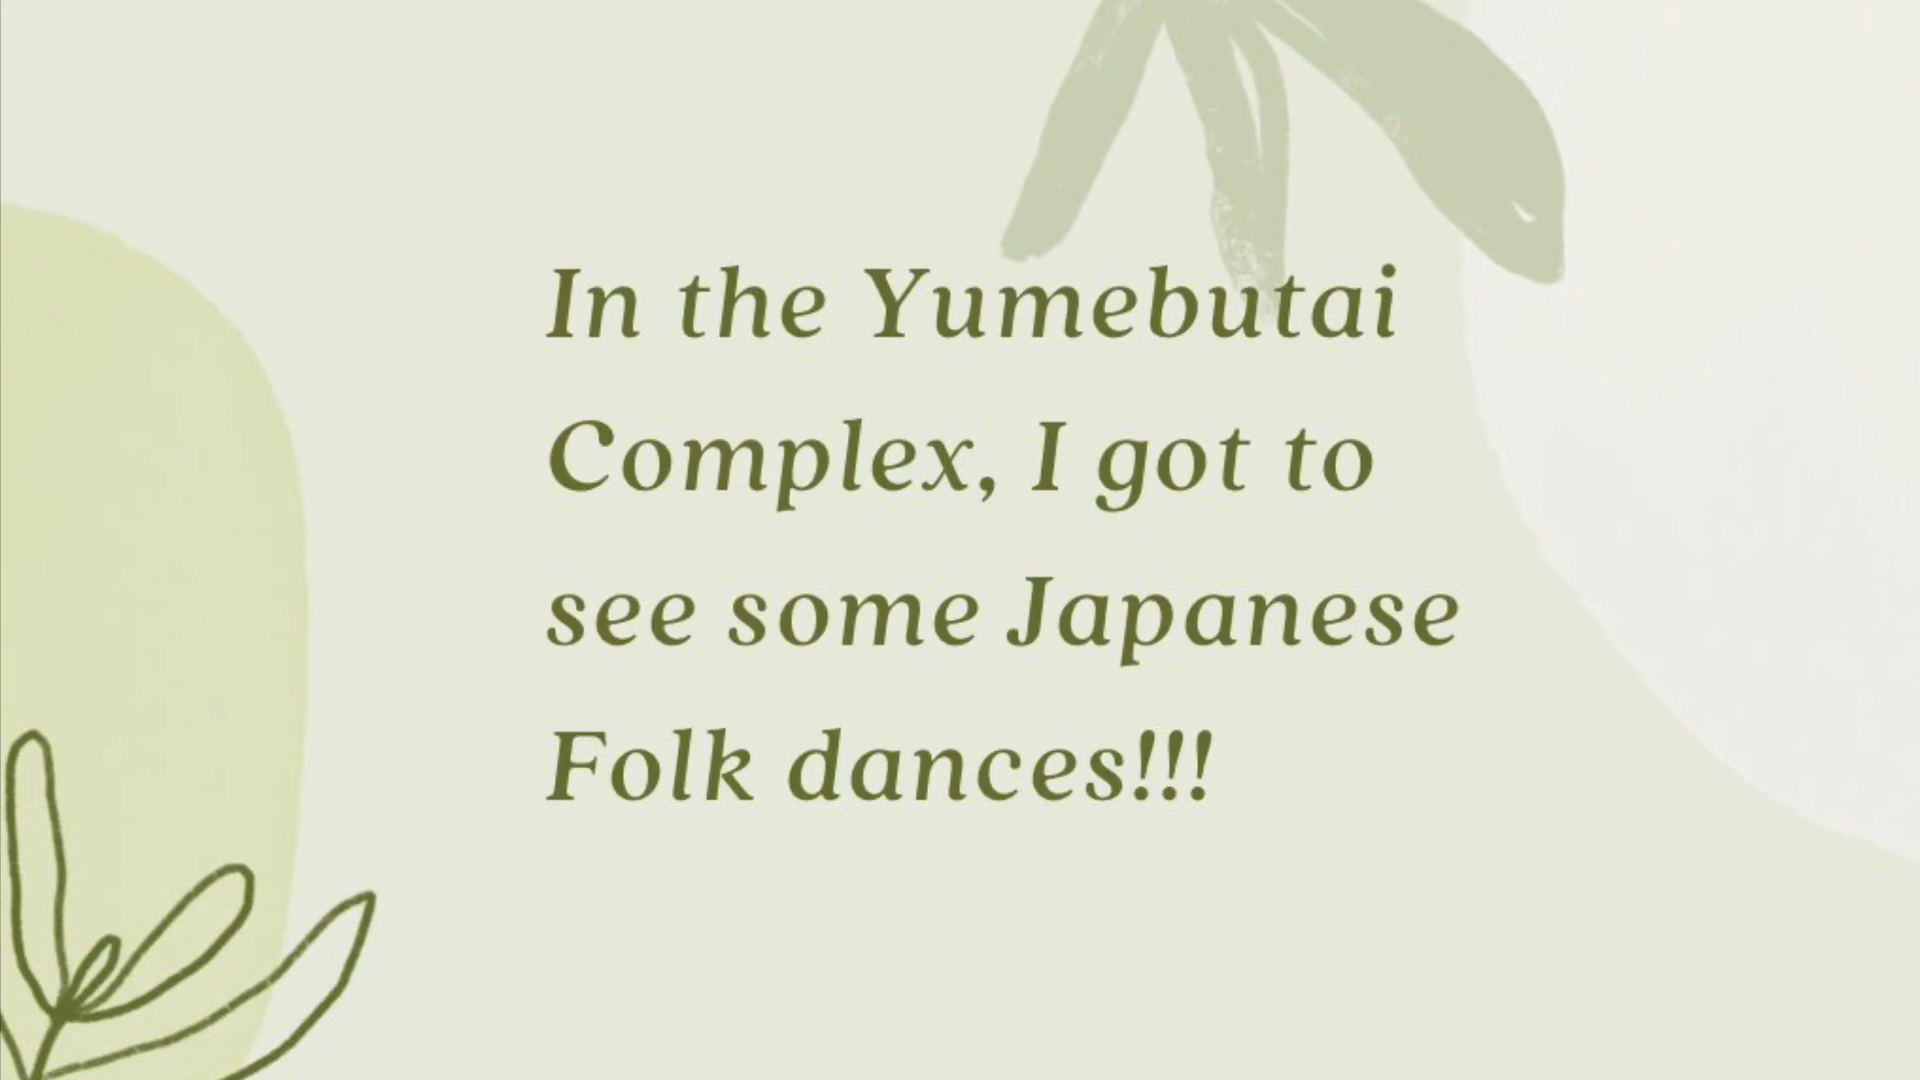 In the Yumebutai
Complex, I got to
see some Japanese
Folk dances!!!